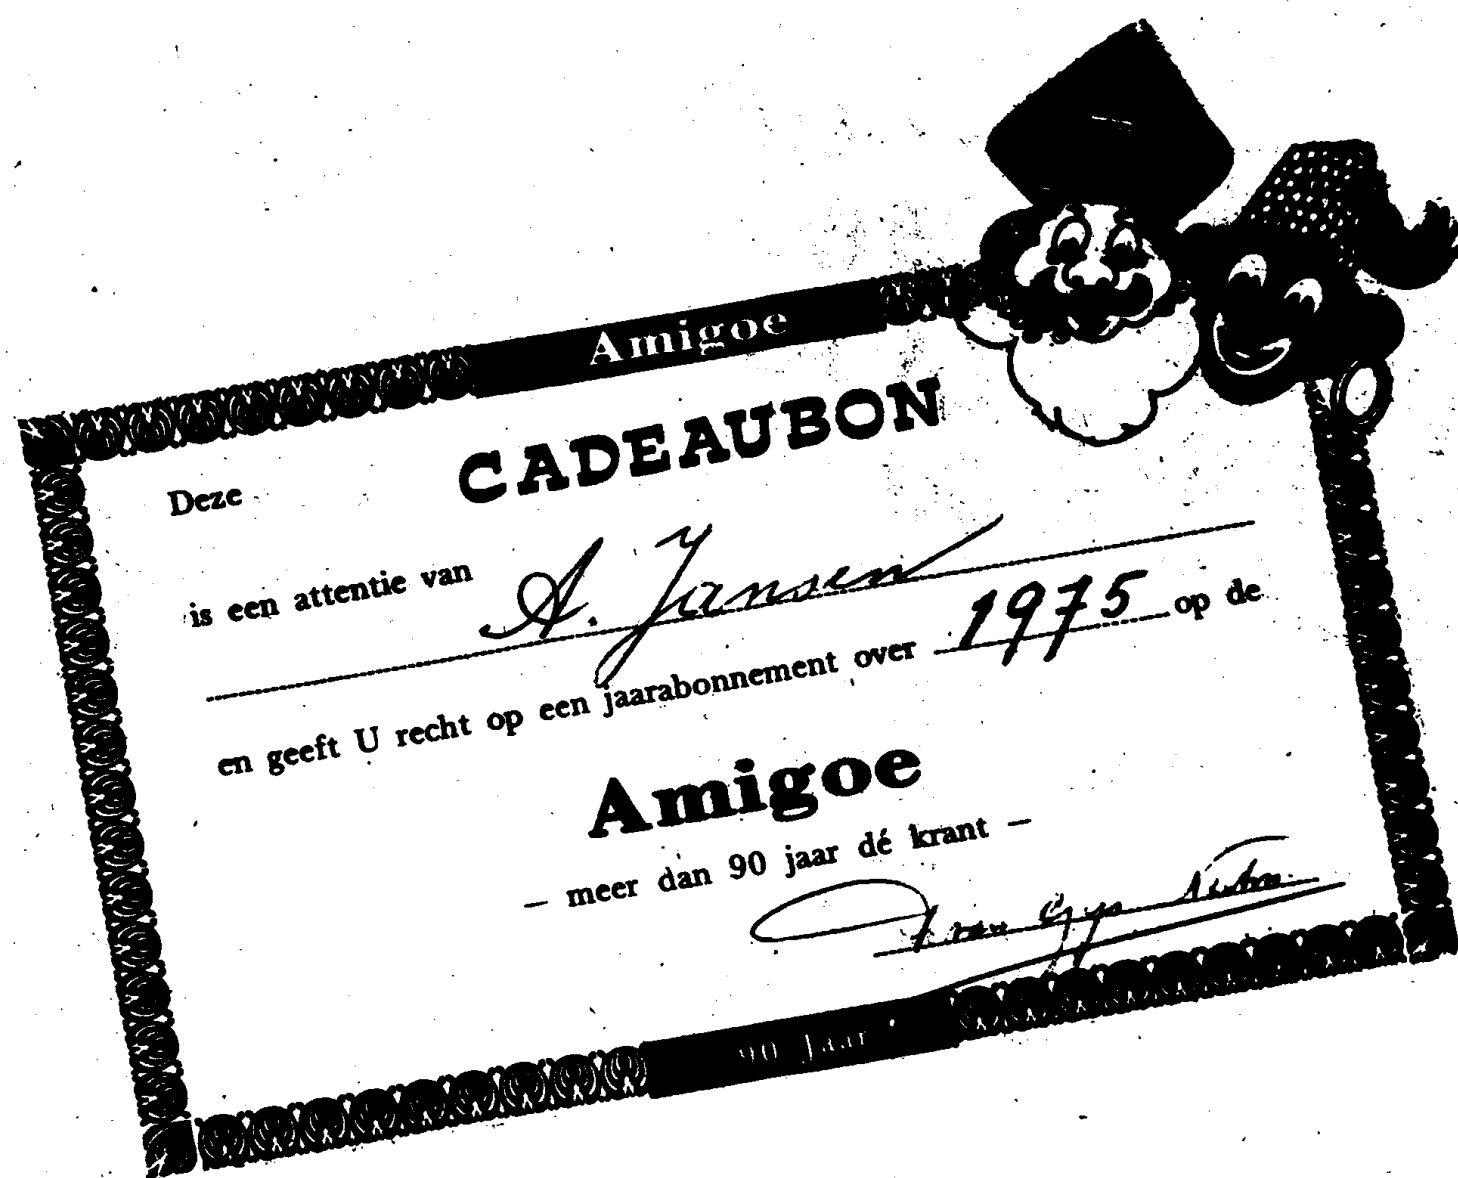 Amigoe
CADEAUBON
Deze
is een attentie van A. Jansen
en geeft U recht op een jaarabonnement over 1975 op de
Amigoe
— meer dan 90 jaar dé krant —
90 Jaar